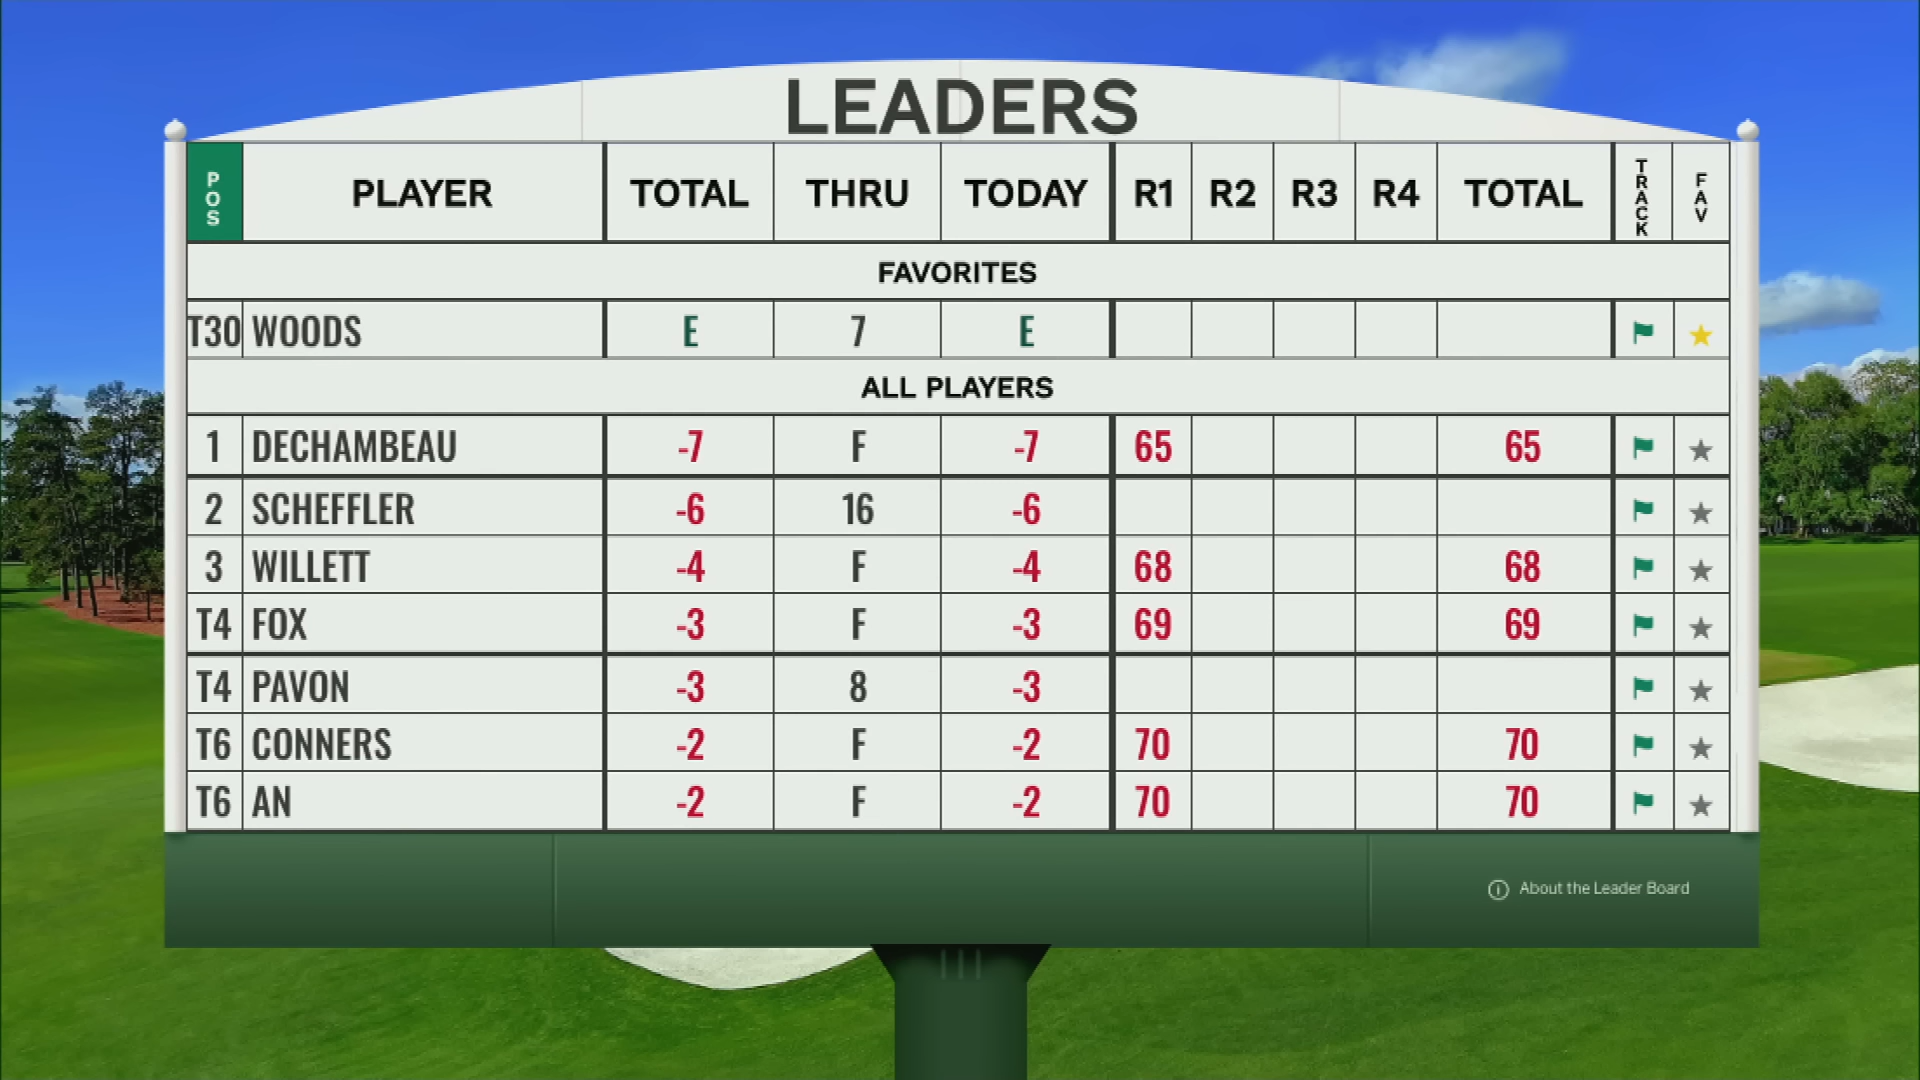 LEADERS
POS PLAYER TOTAL THRU TODAY R1 R2 R3 R4 TOTAL TRACK FAV
FAVORITES
T30 WOODS E 7 E
ALL PLAYERS
1 DECHAMBEAU -7 F -7 65 65
2 SCHEFFLER -6 16 -6
3 WILLETT -4 F -4 68 68
T4 FOX -3 F -3 69 69
T4 PAVON -3 8 -3
T6 CONNERS -2 F -2 70 70
T6 AN -2 F -2 70 70
About the Leader Board